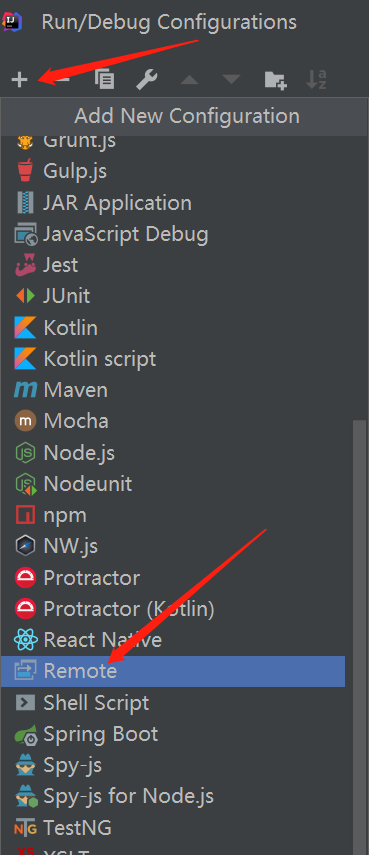 Run/Debug Configurations
Add New Configuration
Grunt.js
Gulp.js
JAR Application
JavaScript Debug
Jest
JUnit
Kotlin
Kotlin script
Maven
Mocha
Node.js
Nodeunit
npm
NW.js
Protractor
Protractor (Kotlin)
React Native
Remote
Shell Script
Spring Boot
Spy-js
Spy-js for Node.js
TestNG
XSLT